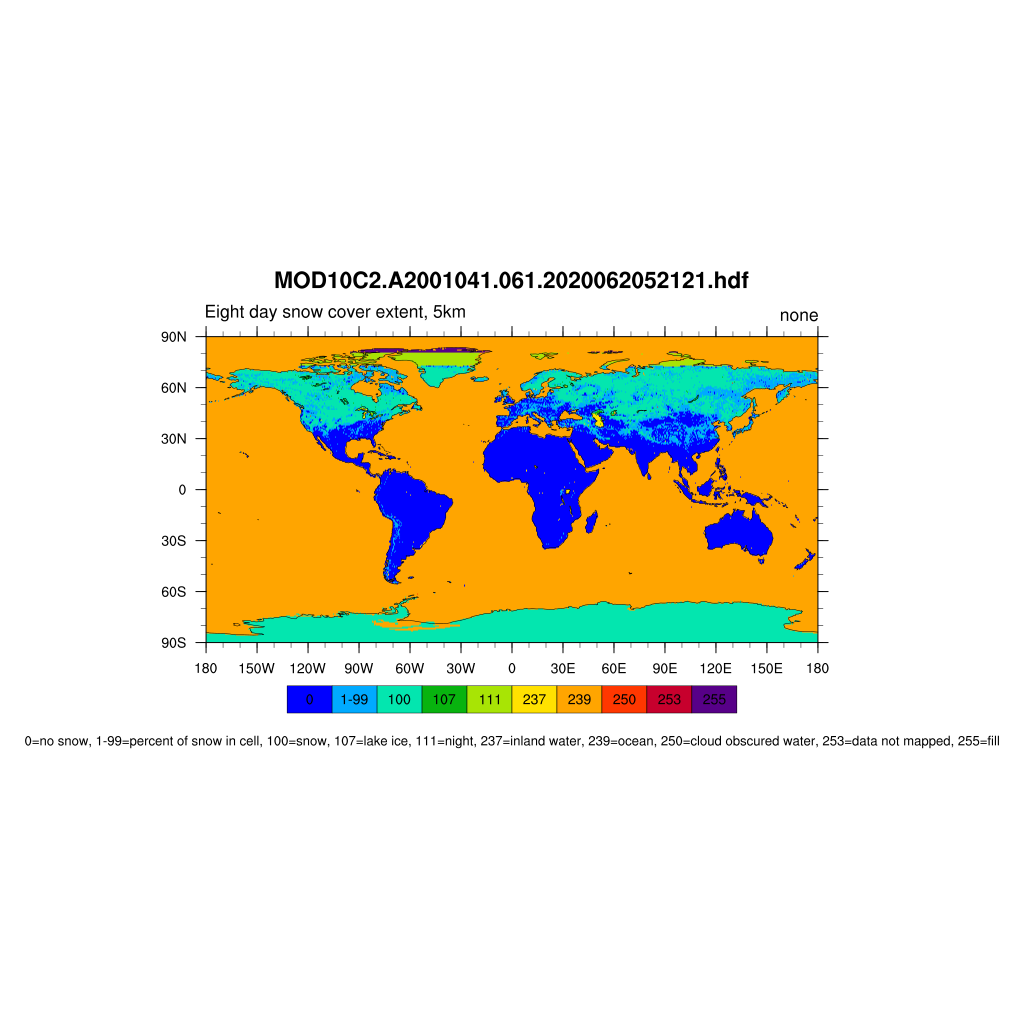 MOD10C2.A2001041.061.2020062052121.hdf
Eight day snow cover extent, 5km
none
90N
60N
30N
0
30S
60S
90S
180 150W 120W 90W 60W 30W 0 30E 60E 90E 120E 150E 180
0 1-99 100 107 111 237 239 250 253 255
0=no snow, 1-99=percent of snow in cell, 100=snow, 107=lake ice, 111=night, 237=inland water, 239=ocean, 250=cloud obscured water, 253=data not mapped, 255=fill